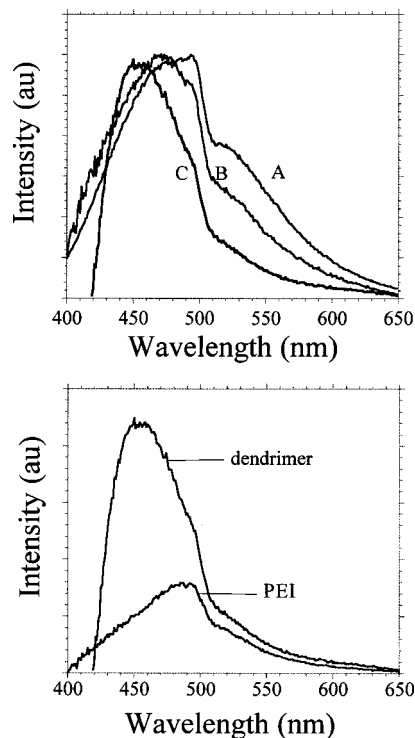 Intensity (au)
C B A
400 450 500 550 600 650
Wavelength (nm)
Intensity (au)
dendrimer
PEI
400 450 500 550 600 650
Wavelength (nm)